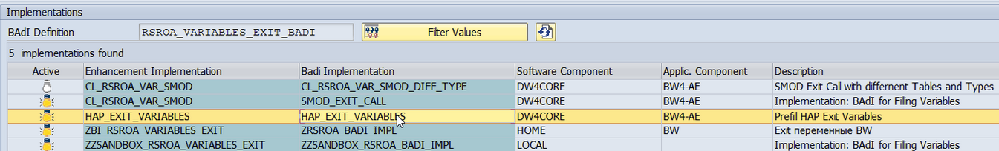 Implementations
BAdI Definition RSROA_VARIABLES_EXIT_BADI Filter Values
5 implementations found
Active Enhancement Implementation Badi Implementation Software Component Applic. Component Description
CL_RSROA_VAR_SMOD CL_RSROA_VAR_SMOD_DIFF_TYPE DW4CORE BW4-AE SMOD Exit Call with differnent Tables and Types
CL_RSROA_VAR_SMOD SMOD_EXIT_CALL DW4CORE BW4-AE Implementation: BAdI for Filling Variables
HAP_EXIT_VARIABLES HAP_EXIT_VARIABLES DW4CORE BW4-AE Prefill HAP Exit Variables
ZBI_RSROA_VARIABLES_EXIT ZRSROA_BADI_IMPL HOME BW Exit переменные BW
ZZSANDBOX_RSROA_VARIABLES_EXIT ZZSANDBOX_RSROA_BADI_IMPL LOCAL Implementation: BAdI for Filling Variables